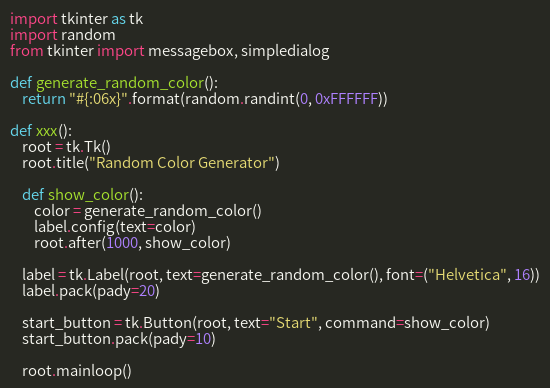 import tkinter as tk
import random
from tkinter import messagebox, simpledialog

def generate_random_color():
    return "#{:06x}".format(random.randint(0, 0xFFFFFF))

def xxx():
    root = tk.Tk()
    root.title("Random Color Generator")

    def show_color():
        color = generate_random_color()
        label.config(text=color)
        root.after(1000, show_color)

    label = tk.Label(root, text=generate_random_color(), font=("Helvetica", 16))
    label.pack(pady=20)

    start_button = tk.Button(root, text="Start", command=show_color)
    start_button.pack(pady=10)

    root.mainloop()